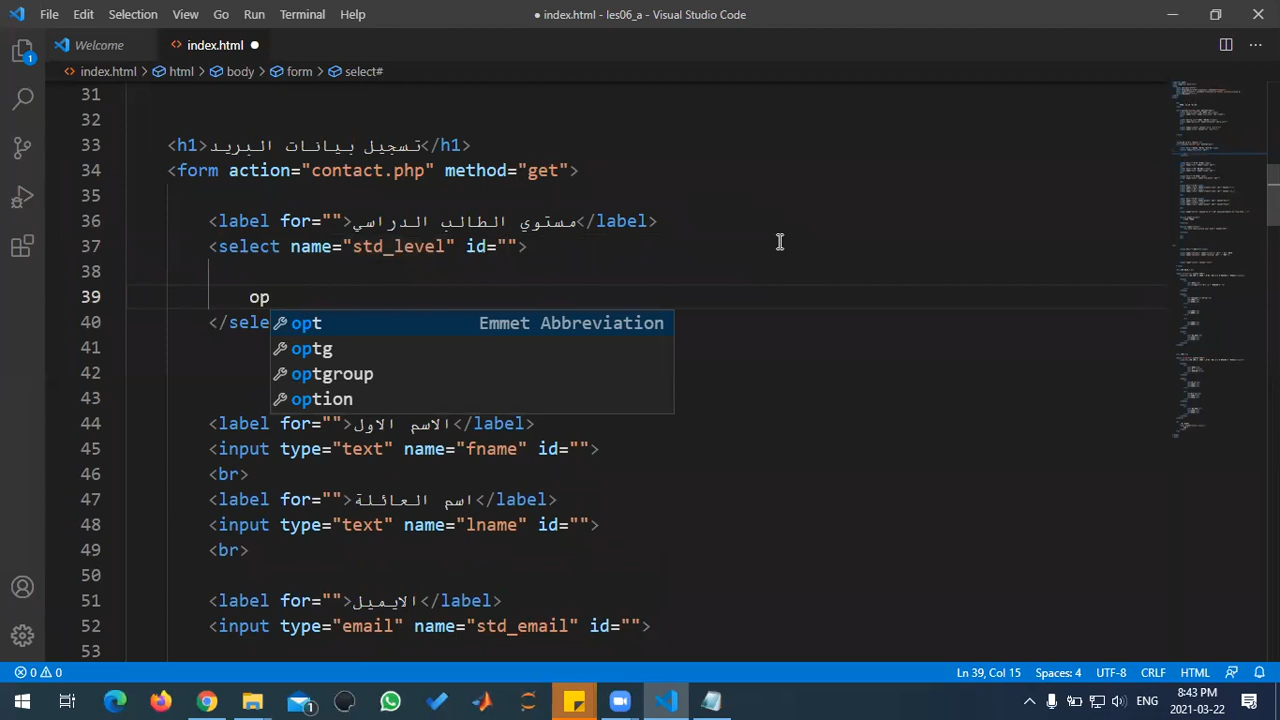 File Edit Selection View Go Run Terminal Help
● index.html - les06_a - Visual Studio Code
Welcome
<> index.html ●
<> index.html > html > body > form > select#
31
32
33 <h1>تسجيل بيانات البريد</h1>
34 <form action="contact.php" method="get">
35
36 <label for="">مستوي الطالب الدراسي</label>
37 <select name="std_level" id="">
38
39 op
opt Emmet Abbreviation
optg
optgroup
option
40 </sele
41
42
43
44 <label for="">الاسم الاول</label>
45 <input type="text" name="fname" id="">
46 <br>
47 <label for="">اسم العائلة</label>
48 <input type="text" name="lname" id="">
49 <br>
50
51 <label for="">الايميل</label>
52 <input type="email" name="std_email" id="">
53
1
0 0
Ln 39, Col 15 Spaces: 4 UTF-8 CRLF HTML
1
ENG
8:43 PM
2021-03-22